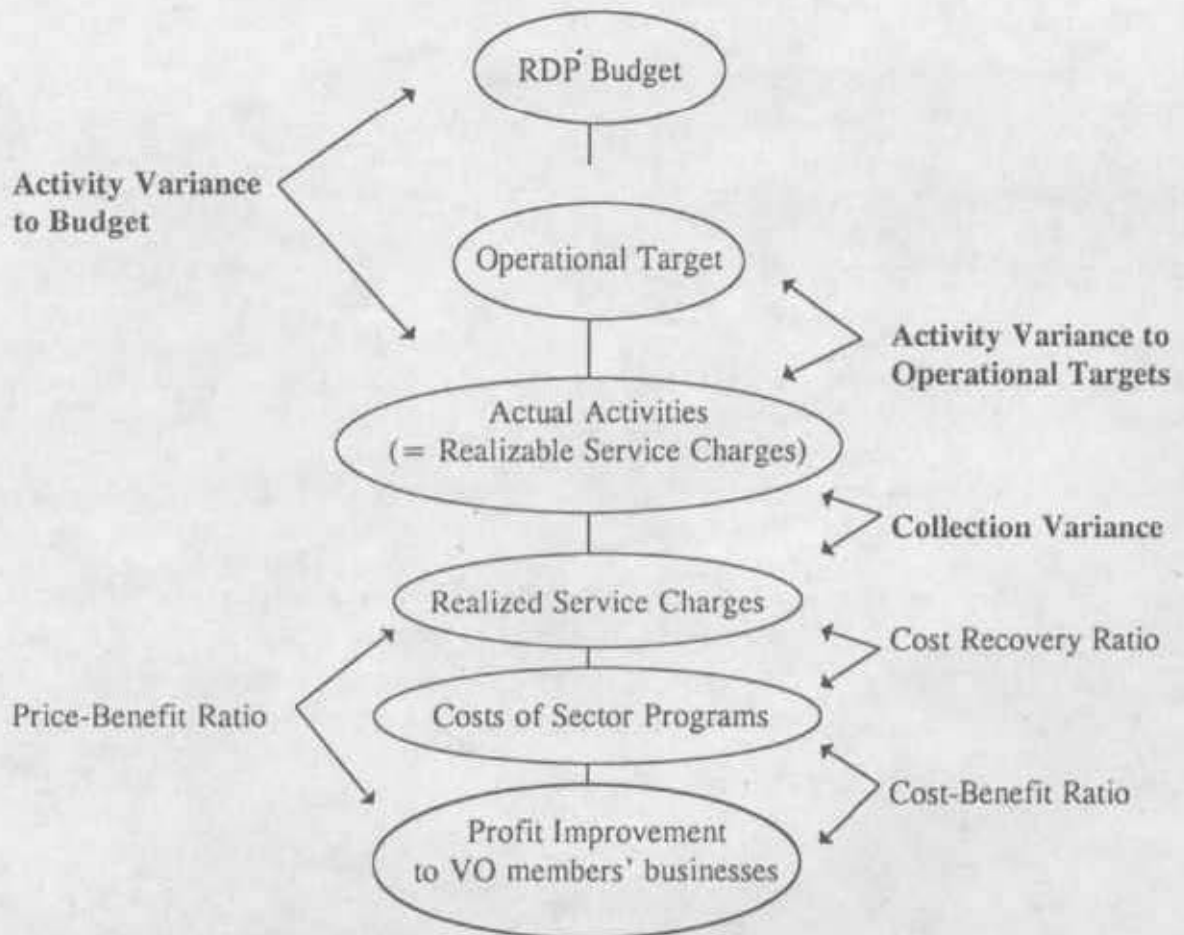 RDP Budget
Activity Variance
to Budget
Operational Target
Activity Variance to
Operational Targets
Actual Activities
(= Realizable Service Charges)
Collection Variance
Realized Service Charges
Cost Recovery Ratio
Price-Benefit Ratio
Costs of Sector Programs
Cost-Benefit Ratio
Profit Improvement
to VO members' businesses